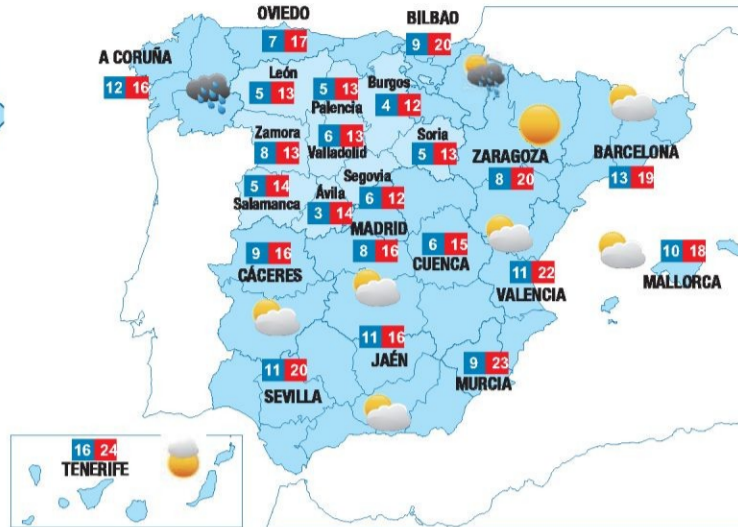 OVIEDO
7 17
BILBAO
9 20
A CORUÑA
12 16
León
5 13
5 13
Palencia
Burgos
4 12
Zamora
8 13
6 13
Valladolid
Soria
5 13
ZARAGOZA
8 20
BARCELONA
13 19
5 14
Salamanca
Ávila
3 14
Segovia
6 12
MADRID
8 16
6 15
CUENCA
9 16
CÁCERES
11 22
VALENCIA
10 18
MALLORCA
11 16
JAÉN
9 23
MURCIA
11 20
SEVILLA
16 24
TENERIFE